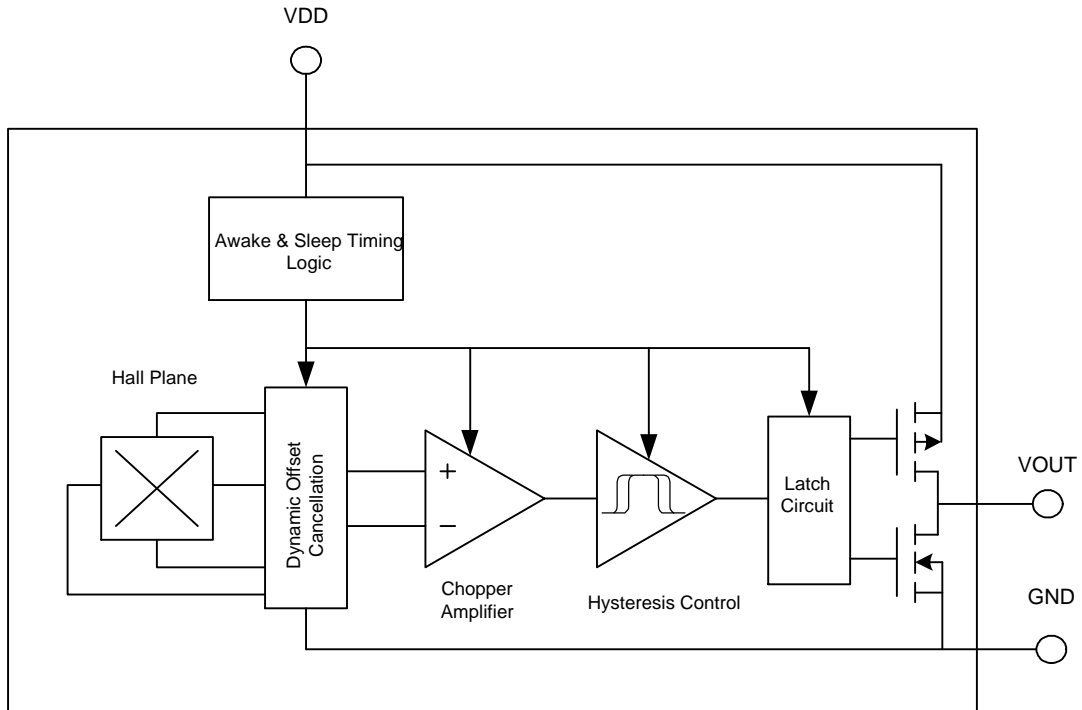 VDD
Awake & Sleep Timing
Logic
Hall Plane
Dynamic Offset
Cancellation
+
−
Chopper
Amplifier
Hysteresis Control
Latch
Circuit
VOUT
GND